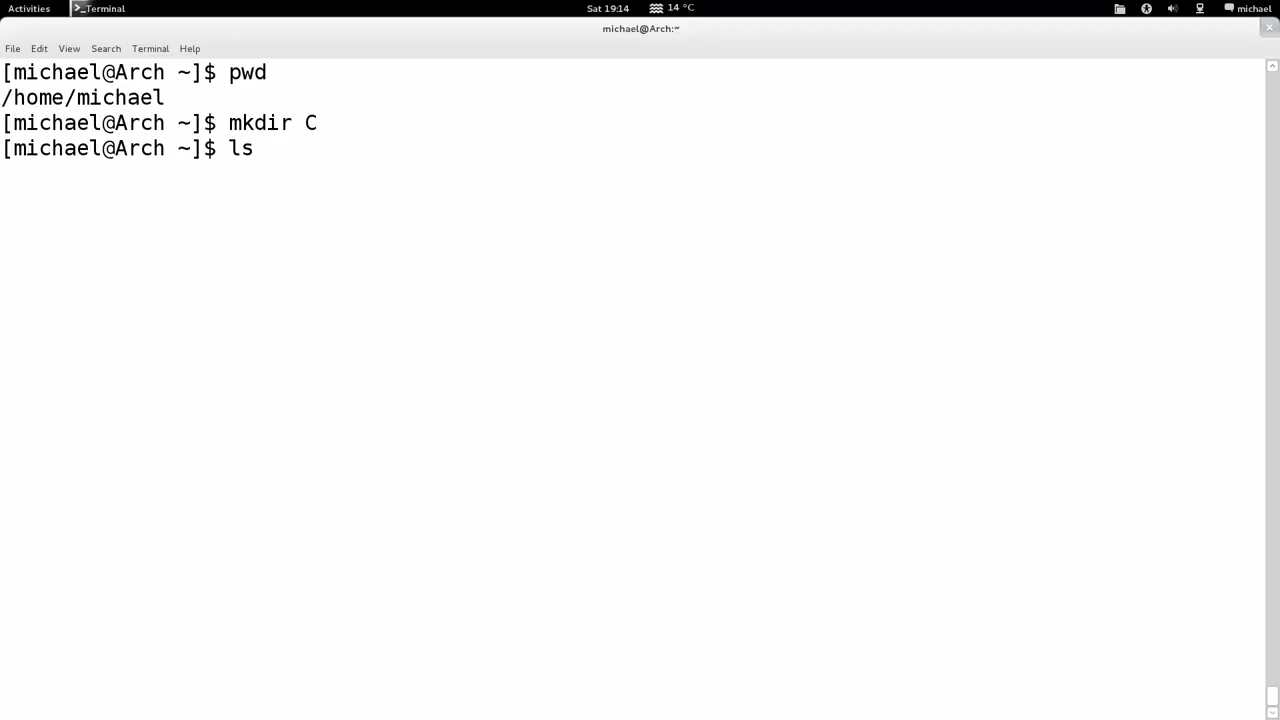 Activities Terminal Sat 19:14 14 °C michael
michael@Arch:~
File Edit View Search Terminal Help
[michael@Arch ~]$ pwd
/home/michael
[michael@Arch ~]$ mkdir C
[michael@Arch ~]$ ls